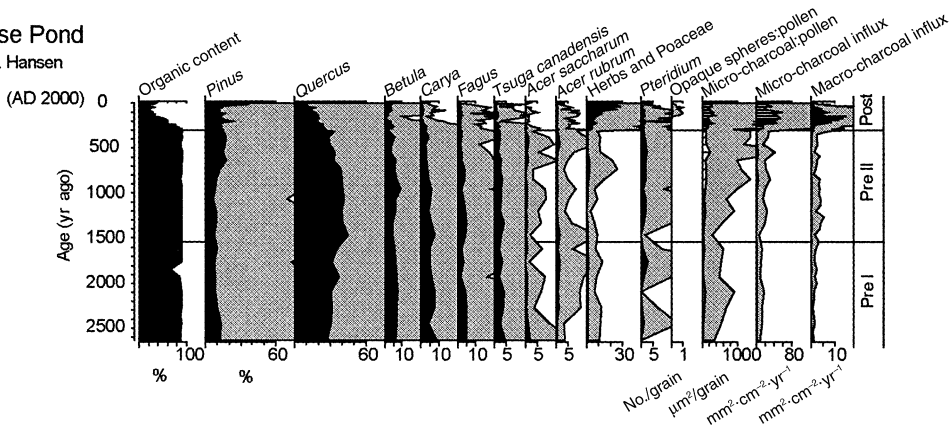 se Pond
. Hansen
(AD 2000)
Organic content
Pinus
Quercus
Betula
Carya
Fagus
Tsuga canadensis
Acer saccharum
Acer rubrum
Herbs and Poaceae
Pteridium
Opaque spheres:pollen
Micro-charcoal:pollen
Micro-charcoal influx
Macro-charcoal influx
Age (yr ago)
0
500
1000
1500
2000
2500
Post
Pre II
Pre I
100 60 60 10 10 10 5 5 5 30 5 1 1000 80 10
% %
No./grain
μm²/grain
mm²·cm⁻²·yr⁻¹
mm²·cm⁻²·yr⁻¹